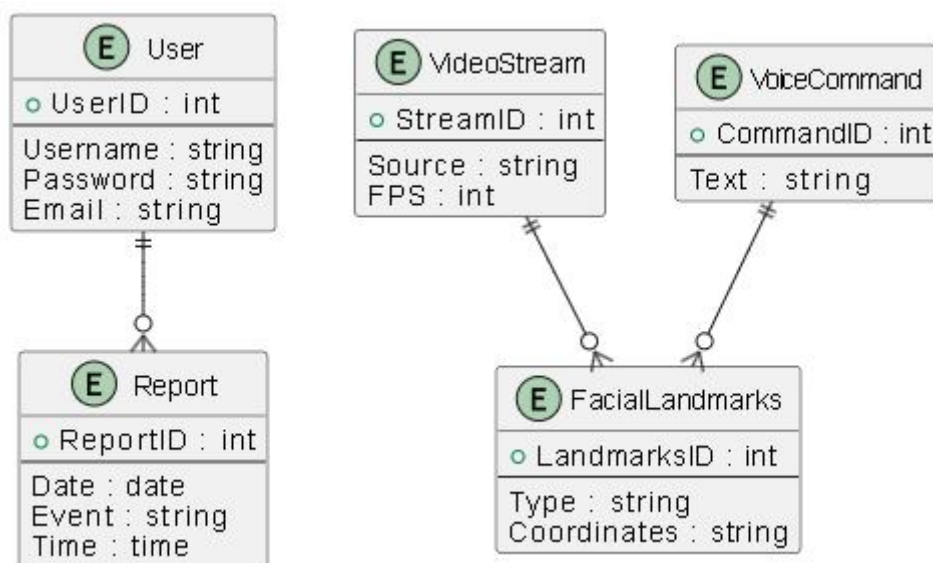 E User
UserID : int
Username : string
Password : string
Email : string
E VideoStream
StreamID : int
Source : string
FPS : int
E VoiceCommand
CommandID : int
Text : string
E Report
ReportID : int
Date : date
Event : string
Time : time
E FacialLandmarks
LandmarksID : int
Type : string
Coordinates : string